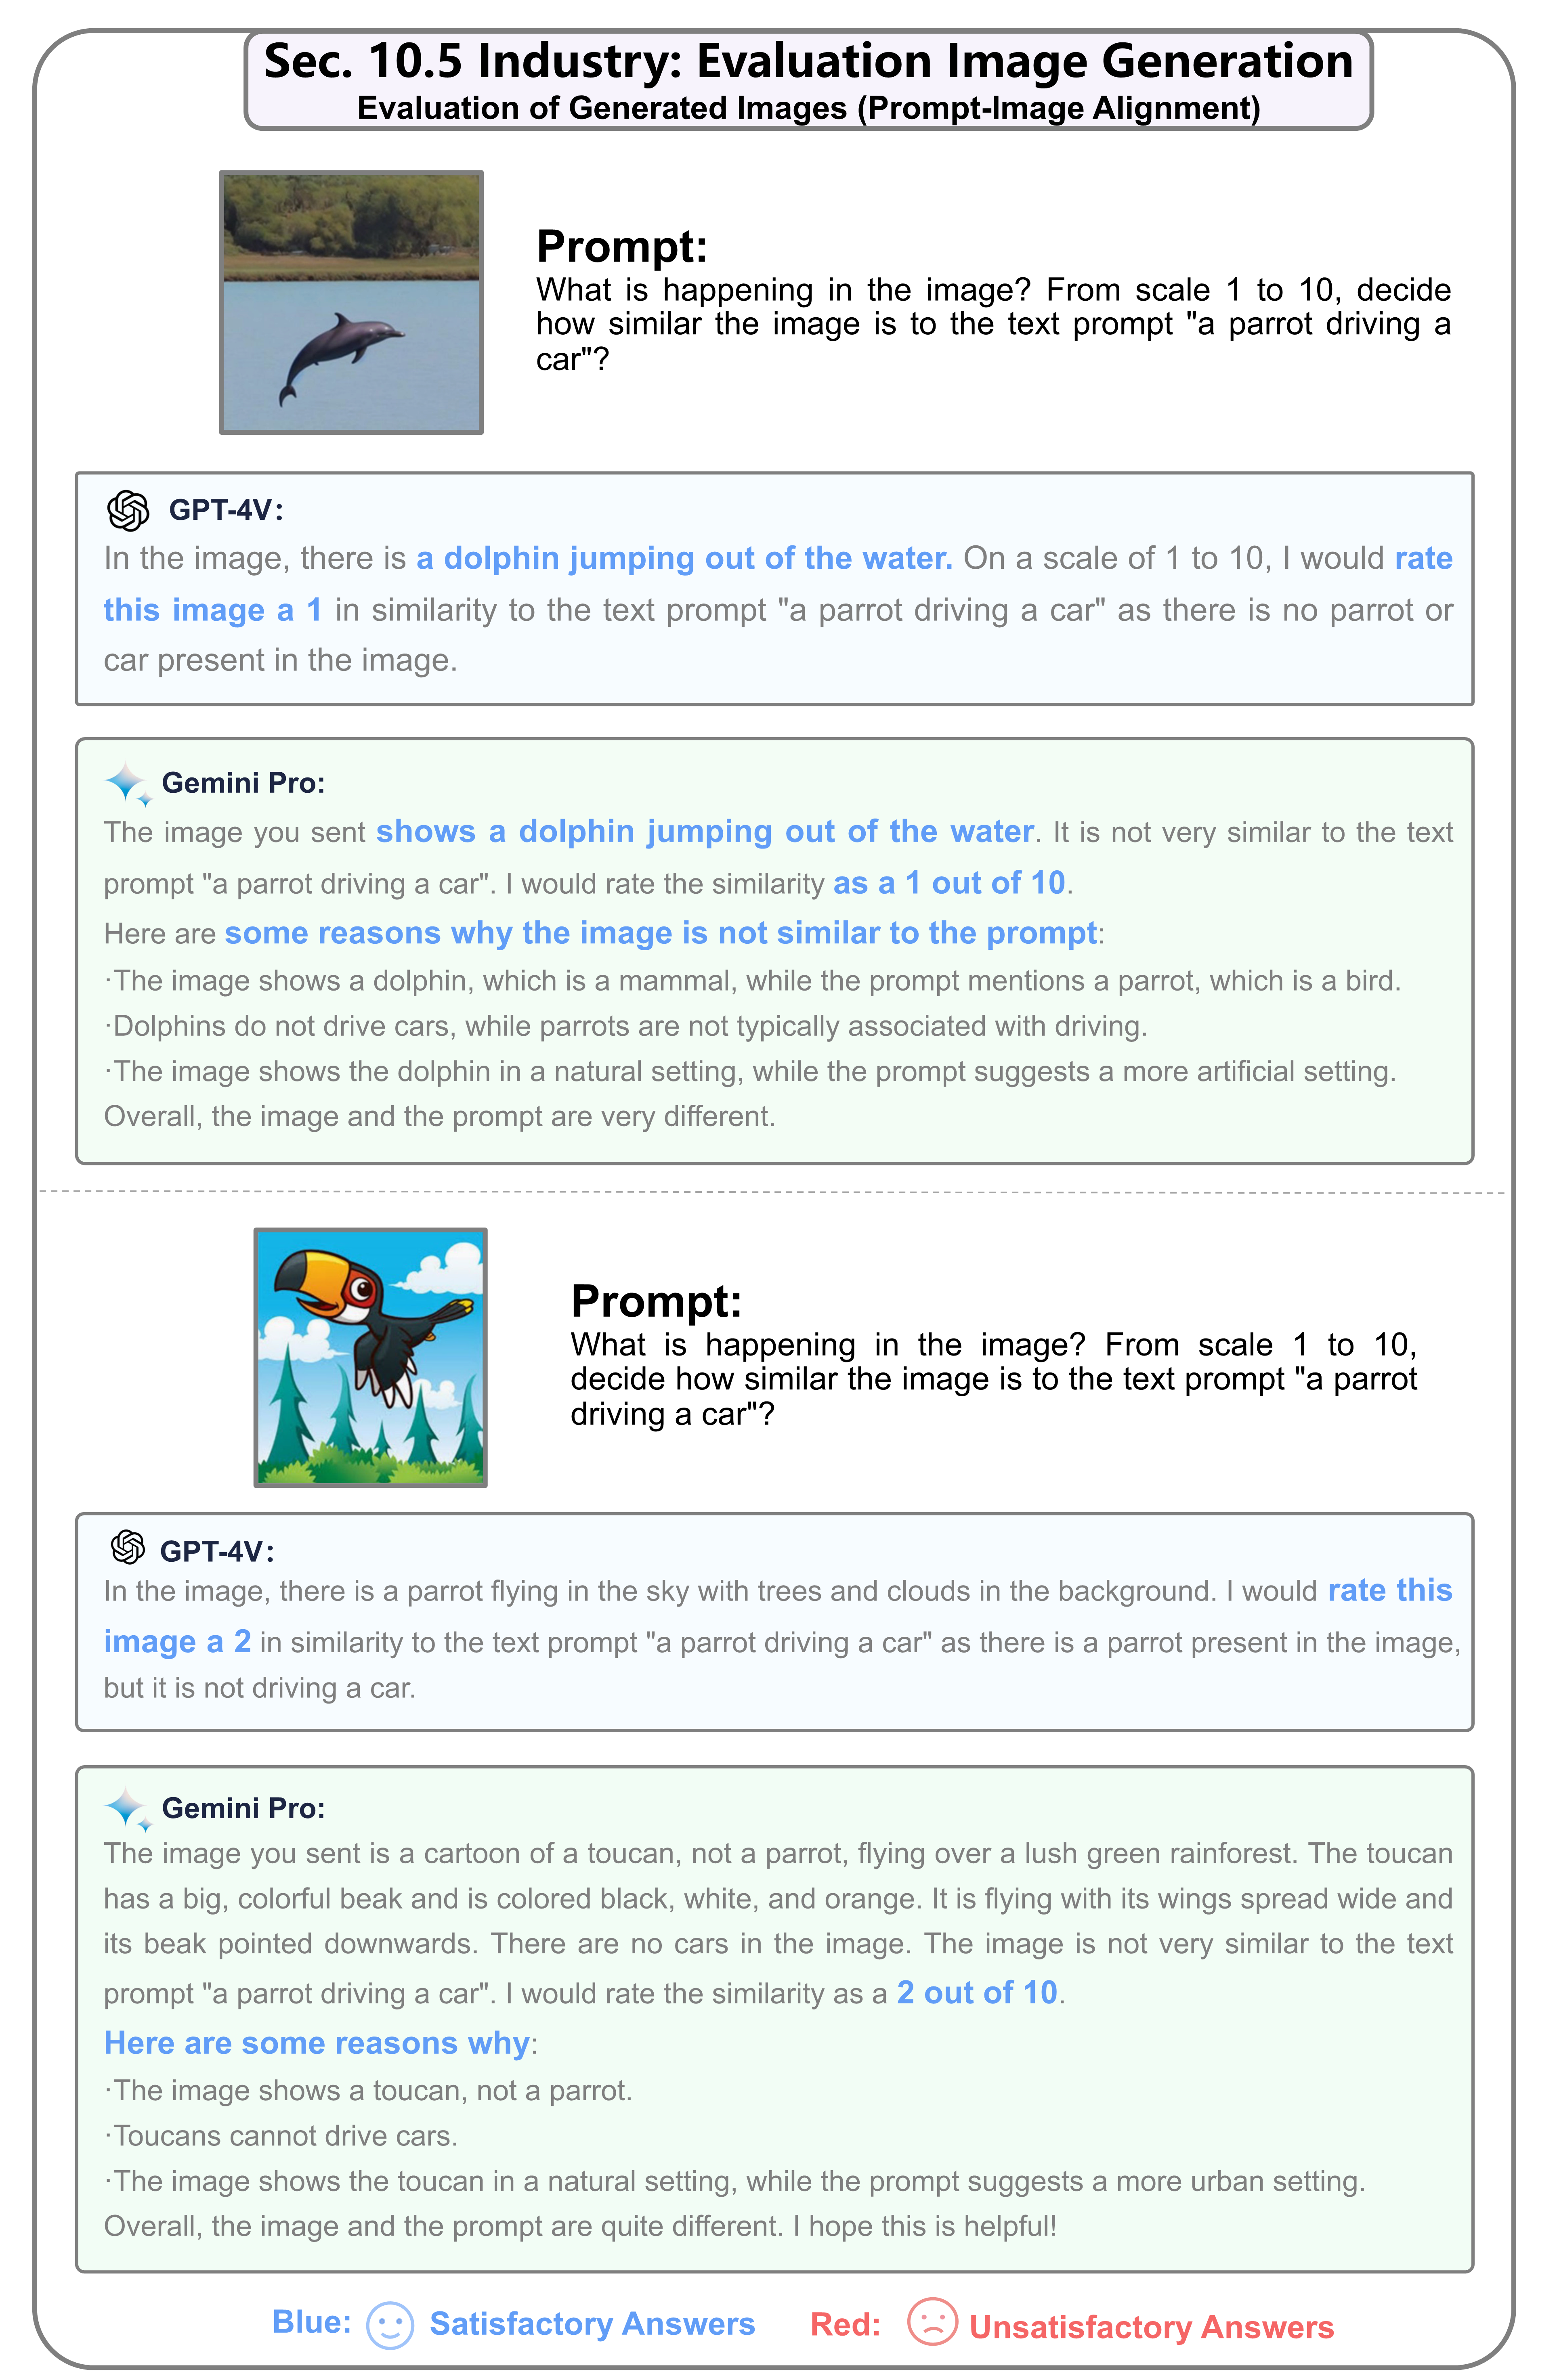 Sec. 10.5 Industry: Evaluation Image Generation
Evaluation of Generated Images (Prompt-Image Alignment)
Prompt:
What is happening in the image? From scale 1 to 10, decide
how similar the image is to the text prompt "a parrot driving a
car"?
GPT-4V:
In the image, there is a dolphin jumping out of the water. On a scale of 1 to 10, I would rate
this image a 1 in similarity to the text prompt "a parrot driving a car" as there is no parrot or
car present in the image.
Gemini Pro:
The image you sent shows a dolphin jumping out of the water. It is not very similar to the text
prompt "a parrot driving a car". I would rate the similarity as a 1 out of 10.
Here are some reasons why the image is not similar to the prompt:
·The image shows a dolphin, which is a mammal, while the prompt mentions a parrot, which is a bird.
·Dolphins do not drive cars, while parrots are not typically associated with driving.
·The image shows the dolphin in a natural setting, while the prompt suggests a more artificial setting.
Overall, the image and the prompt are very different.
Prompt:
What is happening in the image? From scale 1 to 10,
decide how similar the image is to the text prompt "a parrot
driving a car"?
GPT-4V:
In the image, there is a parrot flying in the sky with trees and clouds in the background. I would rate this
image a 2 in similarity to the text prompt "a parrot driving a car" as there is a parrot present in the image,
but it is not driving a car.
Gemini Pro:
The image you sent is a cartoon of a toucan, not a parrot, flying over a lush green rainforest. The toucan
has a big, colorful beak and is colored black, white, and orange. It is flying with its wings spread wide and
its beak pointed downwards. There are no cars in the image. The image is not very similar to the text
prompt "a parrot driving a car". I would rate the similarity as a 2 out of 10.
Here are some reasons why:
·The image shows a toucan, not a parrot.
·Toucans cannot drive cars.
·The image shows the toucan in a natural setting, while the prompt suggests a more urban setting.
Overall, the image and the prompt are quite different. I hope this is helpful!
Blue: Satisfactory Answers Red: Unsatisfactory Answers